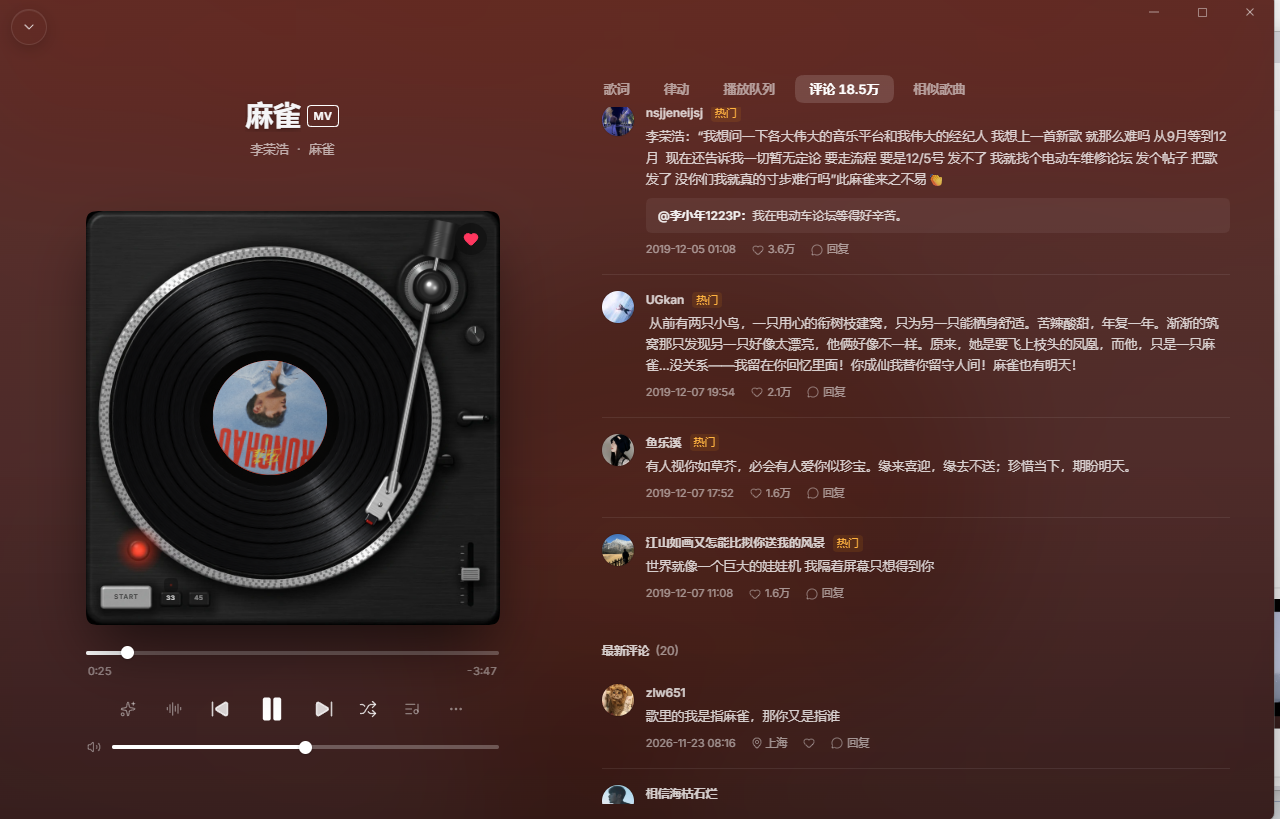 麻雀 MV
李荣浩 · 麻雀
START
33
45
0:25
-3:47
歌词 律动 播放队列 评论 18.5万 相似歌曲
nsjjeneijsj 热门
李荣浩：“我想问一下各大伟大的音乐平台和我伟大的经纪人 我想上一首新歌 就那么难吗 从9月等到12
月 现在还告诉我一切暂无定论 要走流程 要是12/5号 发不了 我就找个电动车维修论坛 发个帖子 把歌
发了 没你们我就真的寸步难行吗”此麻雀来之不易 👏
@李小年1223P：我在电动车论坛等得好辛苦。
2019-12-05 01:08 3.6万 回复
UGkan 热门
从前有两只小鸟，一只用心的衔树枝建窝，只为另一只能栖身舒适。苦辣酸甜，年复一年。渐渐的筑
窝那只发现另一只好像太漂亮，他俩好像不一样。原来，她是要飞上枝头的凤凰，而他，只是一只麻
雀...没关系——我留在你回忆里面！你成仙我替你留守人间！麻雀也有明天！
2019-12-07 19:54 2.1万 回复
鱼乐溪 热门
有人视你如草芥，必会有人爱你似珍宝。缘来喜迎，缘去不送；珍惜当下，期盼明天。
2019-12-07 17:52 1.6万 回复
江山如画又怎能比拟你送我的风景 热门
世界就像一个巨大的娃娃机 我隔着屏幕只想得到你
2019-12-07 11:08 1.6万 回复
最新评论 (20)
zlw651
歌里的我是指麻雀，那你又是指谁
2026-11-23 08:16 上海 回复
相信海枯石烂